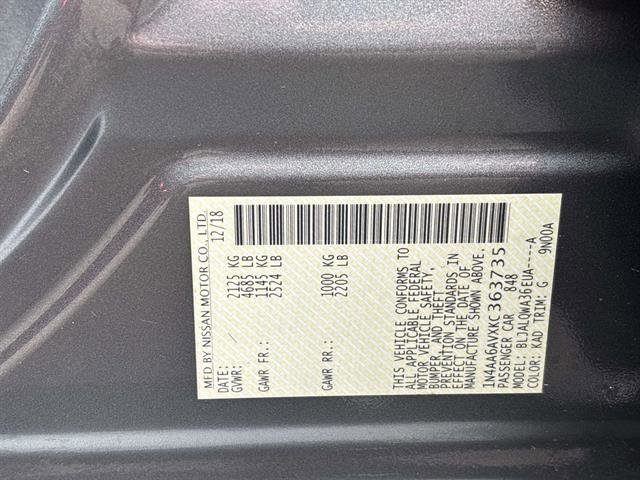 MFD BY NISSAN MOTOR CO., LTD.
DATE: 12/18
GVWR: 2125 KG
4685 LB
GAWR FR.: 1145 KG
2524 LB
GAWR RR.: 1000 KG
2205 LB
THIS VEHICLE CONFORMS TO
ALL APPLICABLE FEDERAL
MOTOR VEHICLE SAFETY,
BUMPER, AND THEFT
PREVENTION STANDARDS IN
EFFECT ON THE DATE OF
MANUFACTURE SHOWN ABOVE.
1N4AA6AVXKC363735
PASSENGER CAR 848
MODEL: BLJALQWA36EUA----A
COLOR: KAD TRIM: G 9N00A